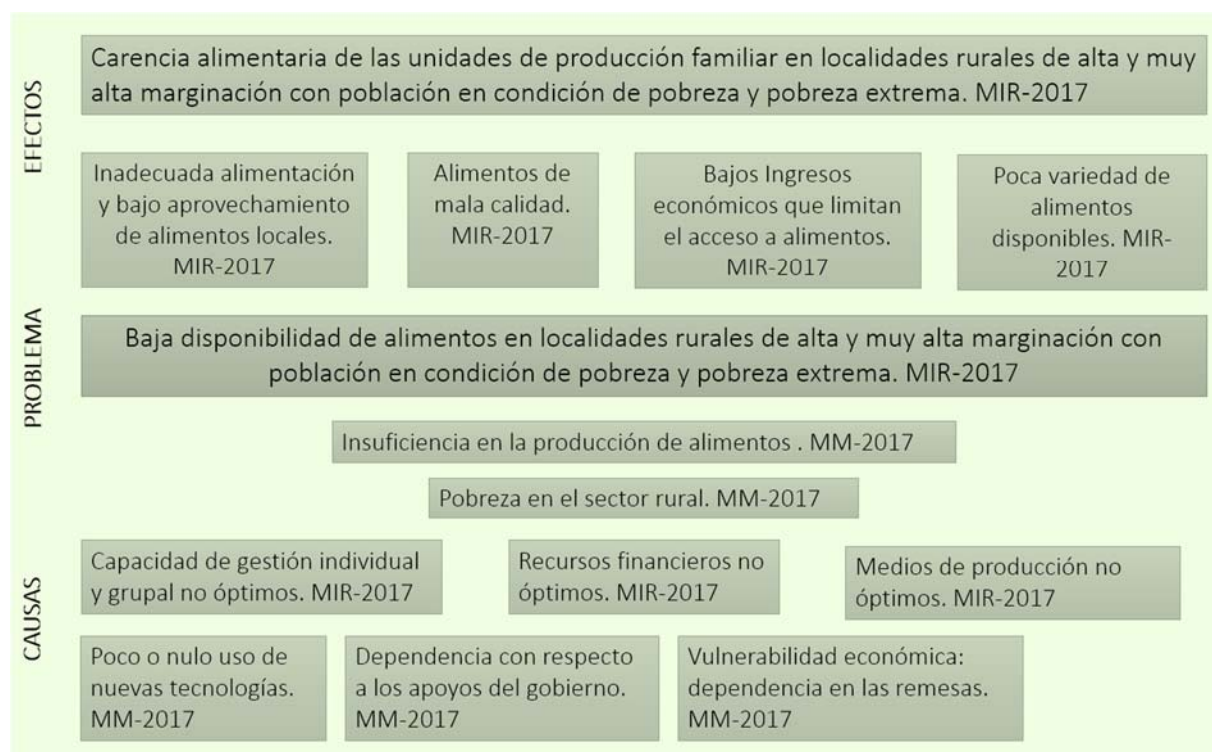 EFECTOS
Carencia alimentaria de las unidades de producción familiar en localidades rurales de alta y muy
alta marginación con población en condición de pobreza y pobreza extrema. MIR-2017
Inadecuada alimentación
y bajo aprovechamiento
de alimentos locales.
MIR-2017
Alimentos de
mala calidad.
MIR-2017
Bajos Ingresos
económicos que limitan
el acceso a alimentos.
MIR-2017
Poca variedad de
alimentos
disponibles. MIR-
2017
PROBLEMA
Baja disponibilidad de alimentos en localidades rurales de alta y muy alta marginación con
población en condición de pobreza y pobreza extrema. MIR-2017
Insuficiencia en la producción de alimentos . MM-2017
Pobreza en el sector rural. MM-2017
CAUSAS
Capacidad de gestión individual
y grupal no óptimos. MIR-2017
Recursos financieros no
óptimos. MIR-2017
Medios de producción no
óptimos. MIR-2017
Poco o nulo uso de
nuevas tecnologías.
MM-2017
Dependencia con respecto
a los apoyos del gobierno.
MM-2017
Vulnerabilidad económica:
dependencia en las remesas.
MM-2017